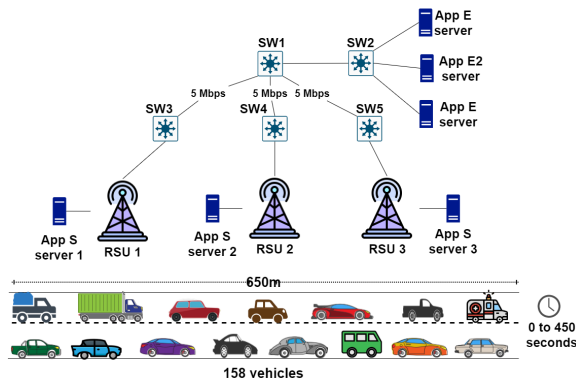 App E
server
SW1
SW2
App E2
server
5 Mbps
5 Mbps
5 Mbps
SW3
SW4
SW5
App E
server
App S
server 1
RSU 1
App S
server 2
RSU 2
RSU 3
App S
server 3
650m
0 to 450
seconds
158 vehicles